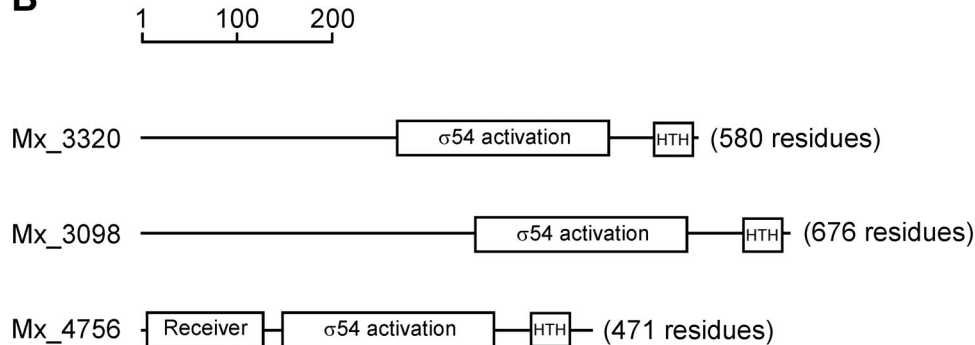 B
1 100 200
Mx_3320 σ54 activation HTH (580 residues)
Mx_3098 σ54 activation HTH (676 residues)
Mx_4756 Receiver σ54 activation HTH (471 residues)